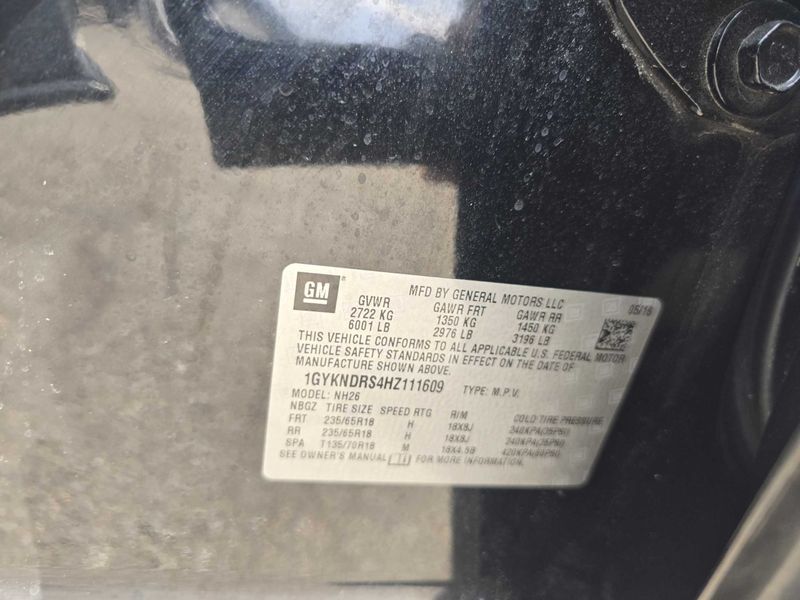 GM
MFD BY GENERAL MOTORS LLC
05/16
GVWR GAWR FRT GAWR RR
2722 KG 1350 KG 1450 KG
6001 LB 2976 LB 3196 LB
THIS VEHICLE CONFORMS TO ALL APPLICABLE U.S. FEDERAL MOTOR
VEHICLE SAFETY STANDARDS IN EFFECT ON THE DATE OF
MANUFACTURE SHOWN ABOVE.
1GYKNDRS4HZ111609 TYPE: M.P.V.
MODEL: NH26
NBGZ TIRE SIZE SPEED RTG R/M COLD TIRE PRESSURE
FRT 235/65R18 H 18X8J 240KPA(35PSI)
RR 235/65R18 H 18X8J 240KPA(35PSI)
SPA T135/70R18 M 18X4.5B 420KPA(60PSI)
SEE OWNER'S MANUAL FOR MORE INFORMATION.